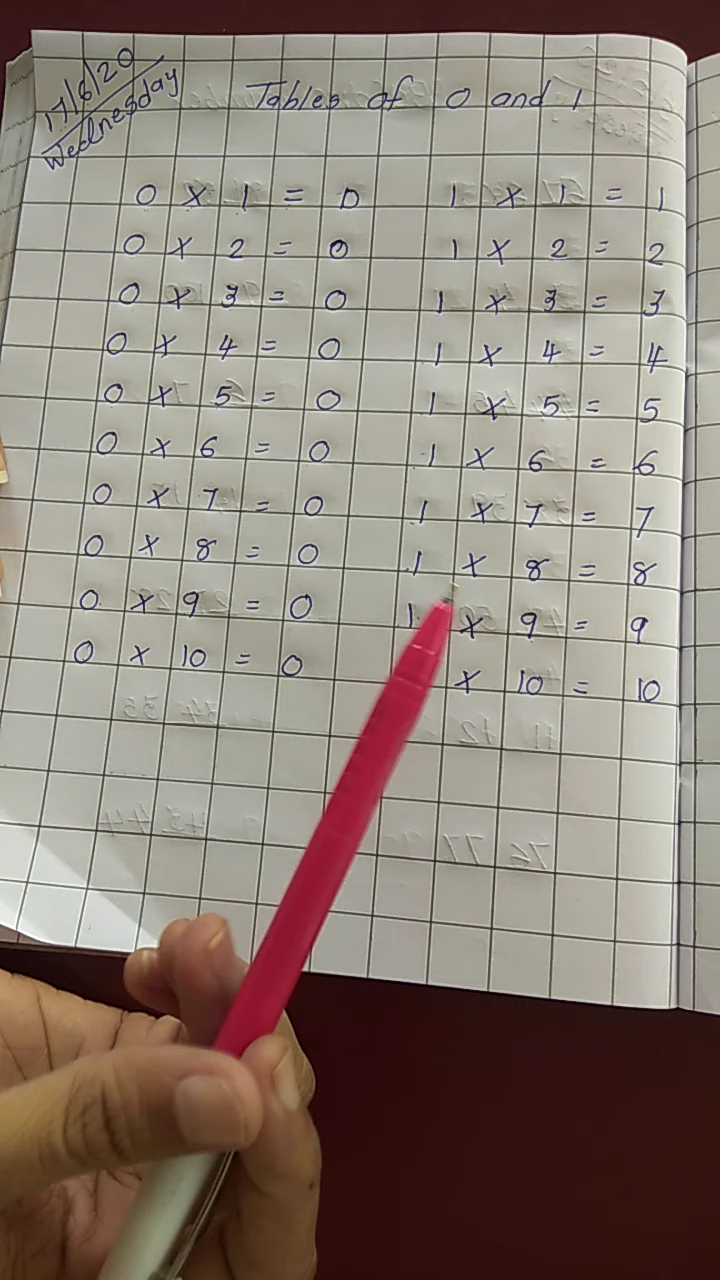 17/6/20
Wednesday
Tables of 0 and 1
0 x 1 = 0 1 x 1 = 1
0 x 2 = 0 1 x 2 = 2
0 x 3 = 0 1 x 3 = 3
0 x 4 = 0 1 x 4 = 4
0 x 5 = 0 1 x 5 = 5
0 x 6 = 0 1 x 6 = 6
0 x 7 = 0 1 x 7 = 7
0 x 8 = 0 1 x 8 = 8
0 x 9 = 0 1 x 9 = 9
0 x 10 = 0 x 10 = 10